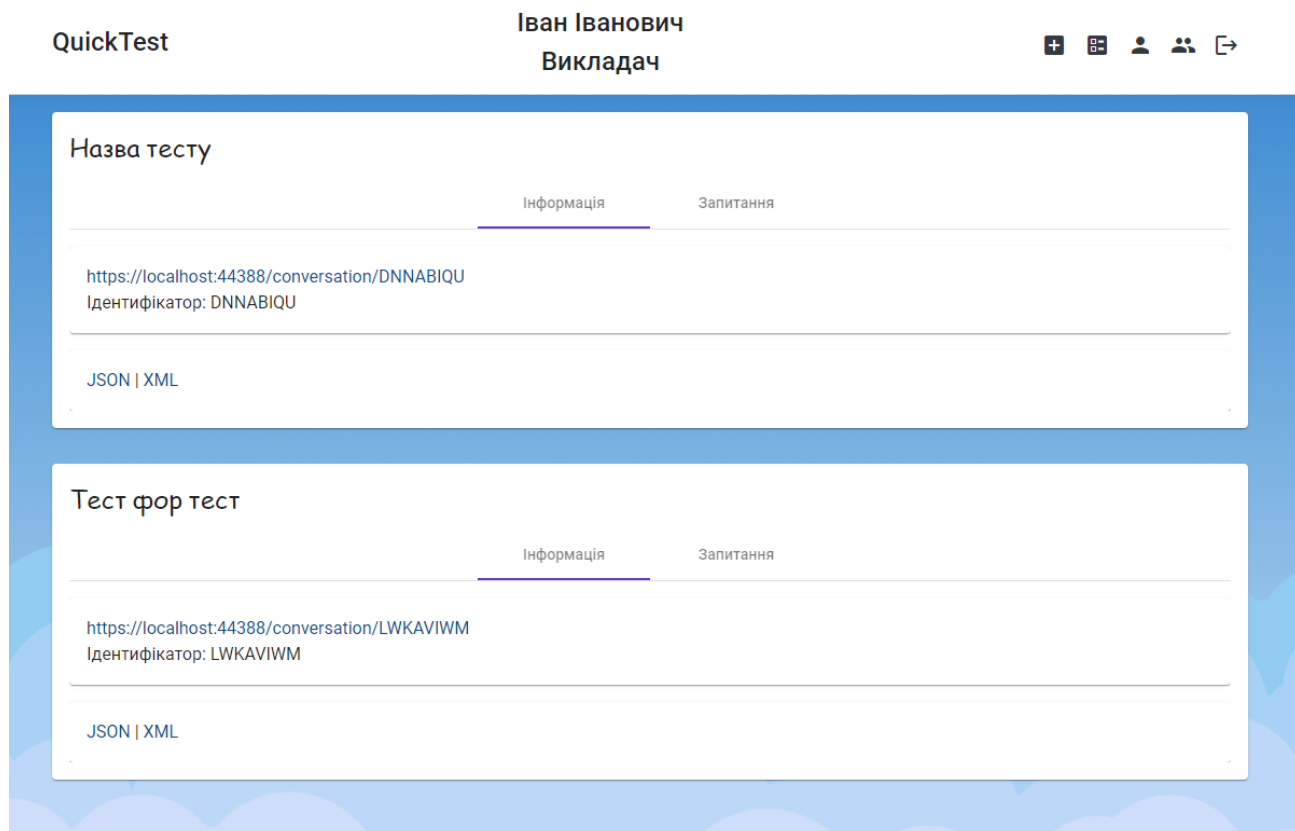 QuickTest
Іван Іванович
Викладач
Назва тесту
Інформація
Запитання
https://localhost:44388/conversation/DNNABIQU
Ідентифікатор: DNNABIQU
JSON | XML
Тест фор тест
Інформація
Запитання
https://localhost:44388/conversation/LWKAVIWM
Ідентифікатор: LWKAVIWM
JSON | XML